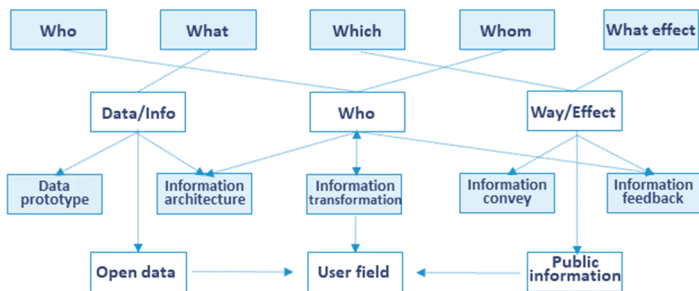 Who
What
Which
Whom
What effect
Data/Info
Who
Way/Effect
Data
prototype
Information
architecture
Information
transformation
Information
convey
Information
feedback
Open data
User field
Public
information